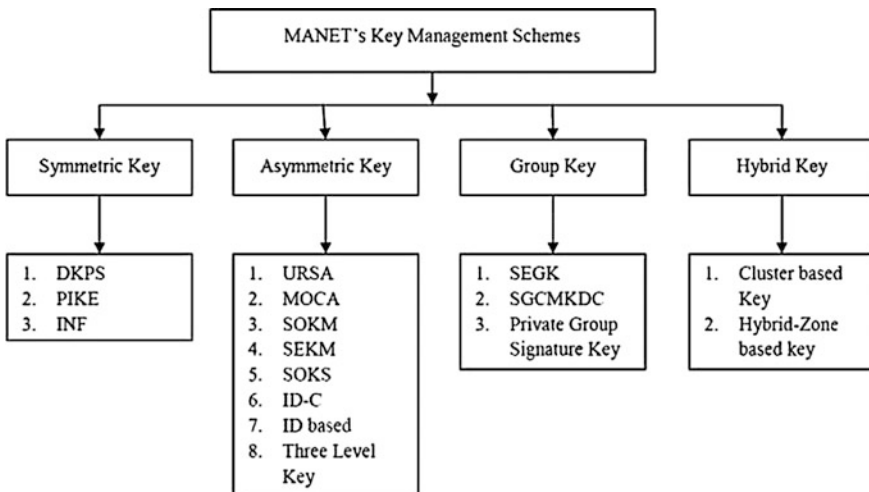 MANET's Key Management Schemes
Symmetric Key
Asymmetric Key
Group Key
Hybrid Key
1. DKPS
2. PIKE
3. INF
1. URSA
2. MOCA
3. SOKM
4. SEKM
5. SOKS
6. ID-C
7. ID based
8. Three Level
Key
1. SEGK
2. SGCMKDC
3. Private Group
Signature Key
1. Cluster based
Key
2. Hybrid-Zone
based key